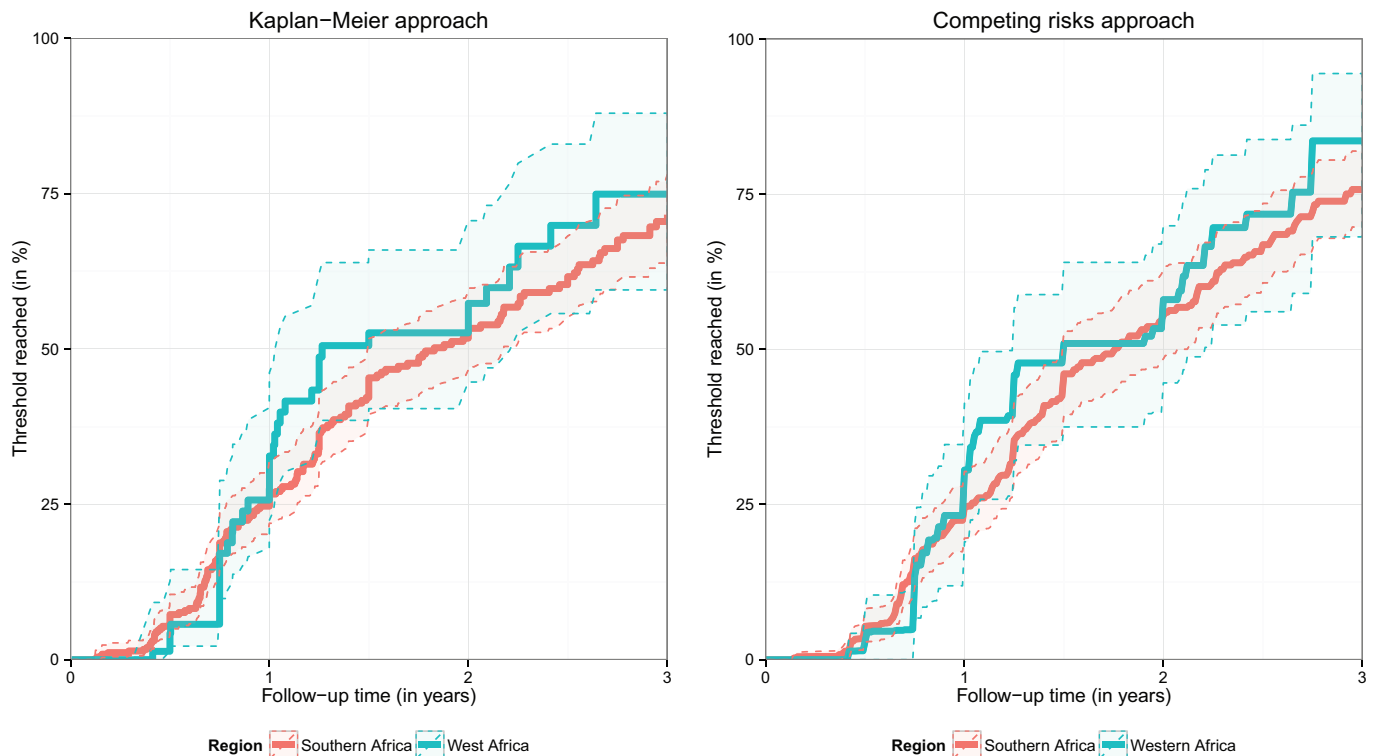 Kaplan−Meier approach
Threshold reached (in %)
100
75
50
25
0
0 1 2 3
Follow−up time (in years)
Region Southern Africa West Africa
Competing risks approach
Threshold reached (in %)
100
75
50
25
0
0 1 2 3
Follow−up time (in years)
Region Southern Africa Western Africa